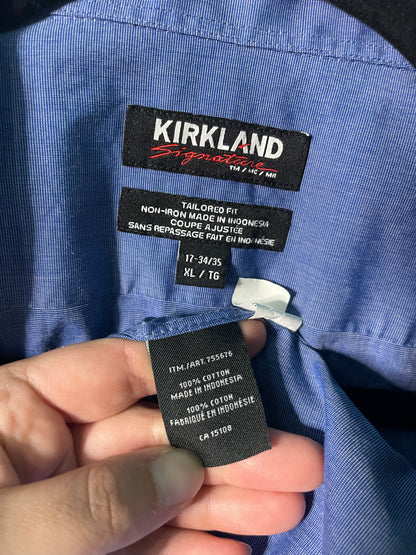 KIRKLAND
Signature
TM / MC / MR
TAILORED FIT
NON-IRON MADE IN INDONESIA
COUPE AJUSTÉE
SANS REPASSAGE FAIT EN INDONÉSIE
17-34/35
XL / TG
ITM./ART. 755676
100% COTTON
MADE IN INDONESIA
100% COTON
FABRIQUÉ EN INDONÉSIE
CA 15108